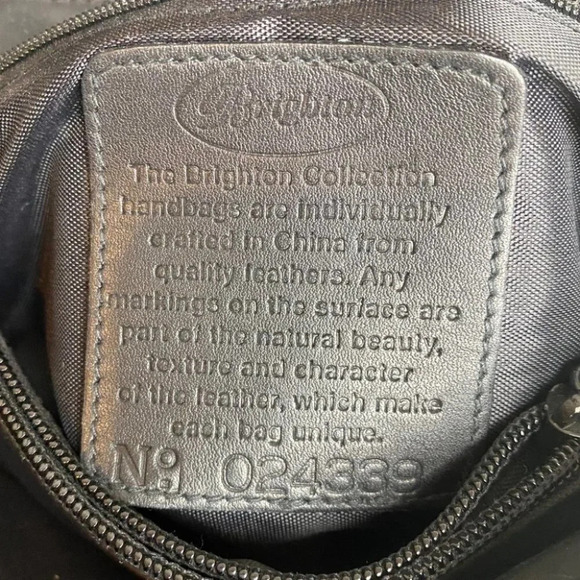 Brighton
The Brighton Collection
handbags are individually
crafted in China from
quality leathers. Any
markings on the surface are
part of the natural beauty,
texture and character
of the leather, which make
each bag unique.
No: 024339